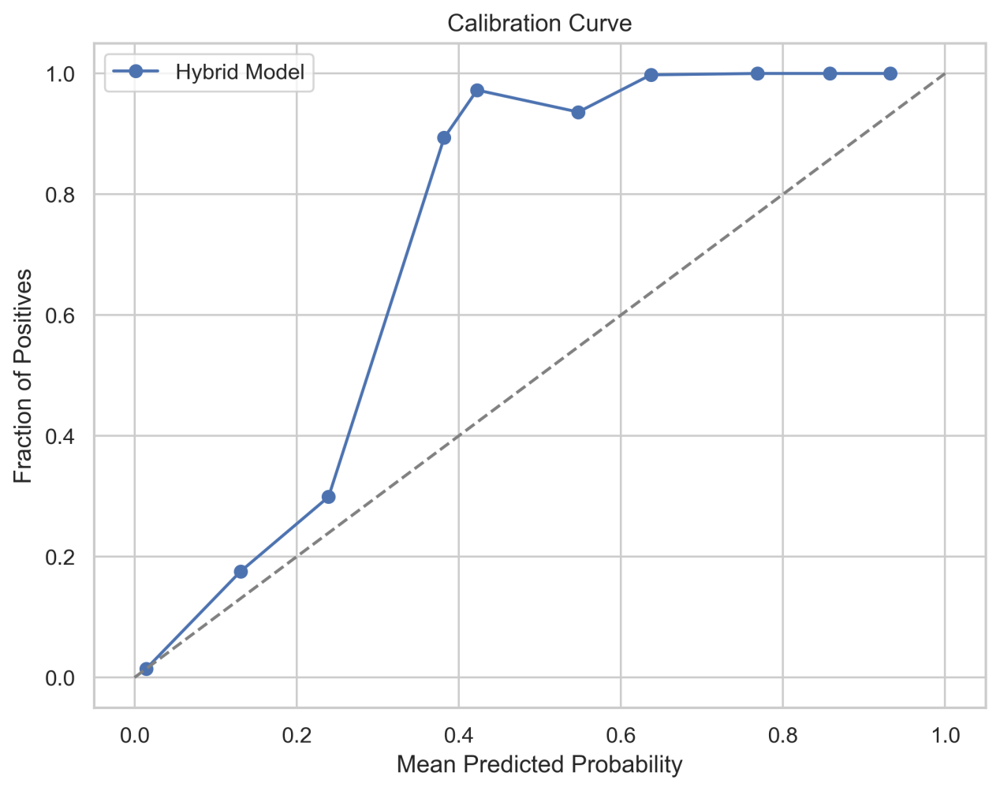 Calibration Curve
Hybrid Model
1.0
0.8
0.6
0.4
0.2
0.0
Fraction of Positives
0.0 0.2 0.4 0.6 0.8 1.0
Mean Predicted Probability